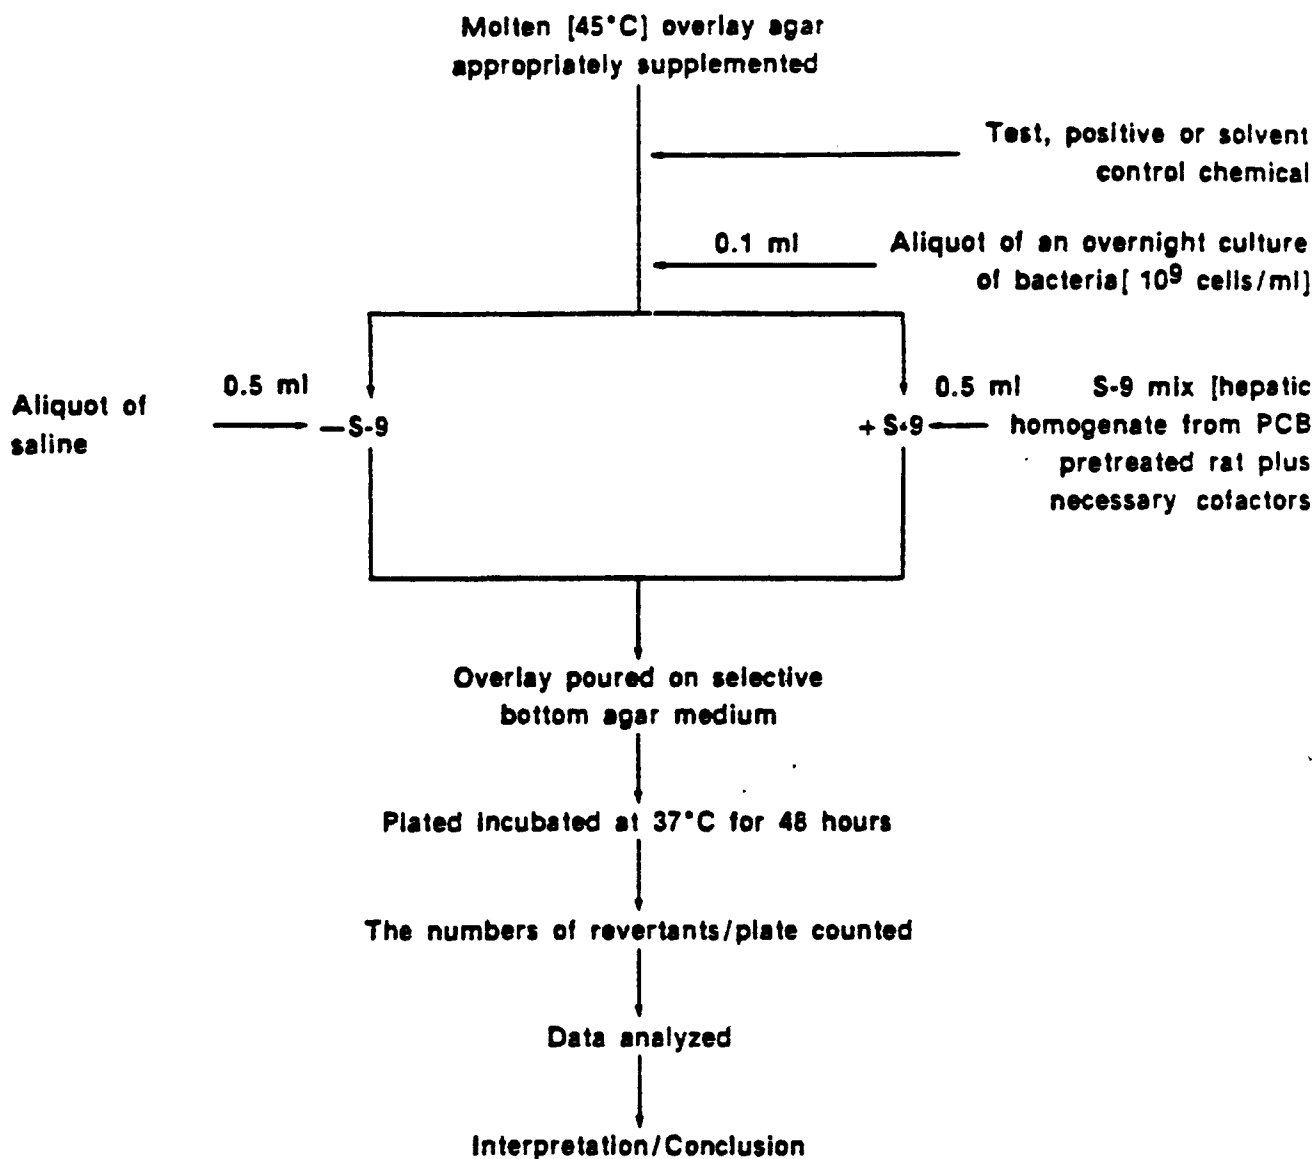 Molten [45°C] overlay agar
appropriately supplemented
Test, positive or solvent
control chemical
0.1 ml
Aliquot of an overnight culture
of bacteria[ 10⁹ cells/ml]
Aliquot of
saline
0.5 ml
—S-9
+ S-9
0.5 ml
S-9 mix [hepatic
homogenate from PCB
pretreated rat plus
necessary cofactors
Overlay poured on selective
bottom agar medium
Plated incubated at 37°C for 48 hours
The numbers of revertants/plate counted
Data analyzed
Interpretation/Conclusion